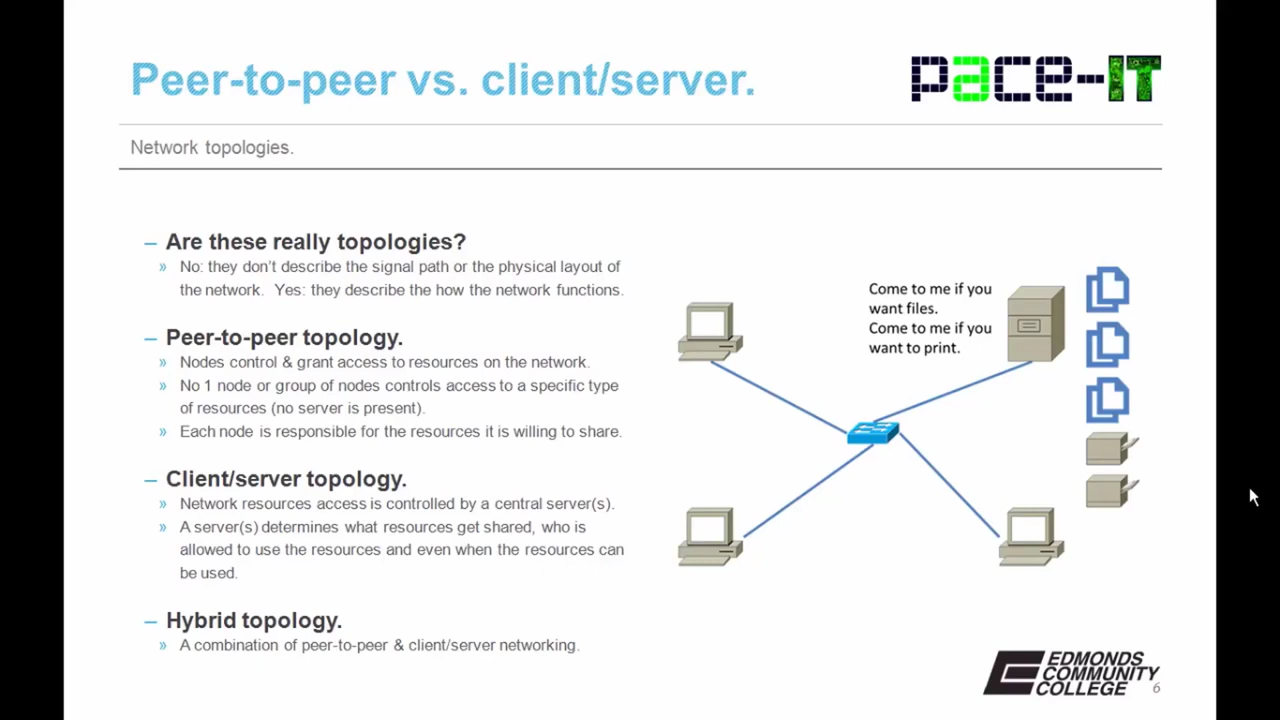 Peer-to-peer vs. client/server.
pace-IT
Network topologies.
– Are these really topologies?
» No: they don't describe the signal path or the physical layout of
the network. Yes: they describe the how the network functions.
– Peer-to-peer topology.
» Nodes control & grant access to resources on the network.
» No 1 node or group of nodes controls access to a specific type
of resources (no server is present).
» Each node is responsible for the resources it is willing to share.
– Client/server topology.
» Network resources access is controlled by a central server(s).
» A server(s) determines what resources get shared, who is
allowed to use the resources and even when the resources can
be used.
– Hybrid topology.
» A combination of peer-to-peer & client/server networking.
Come to me if you
want files.
Come to me if you
want to print.
EDMONDS
COMMUNITY
COLLEGE
6